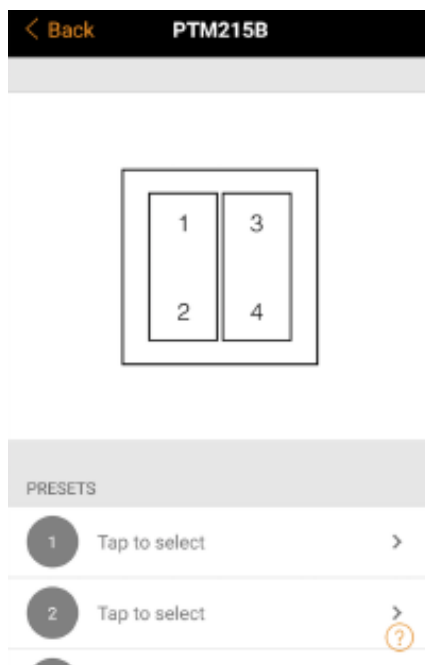 < Back PTM215B
1 3
2 4
PRESETS
1 Tap to select >
2 Tap to select >
?